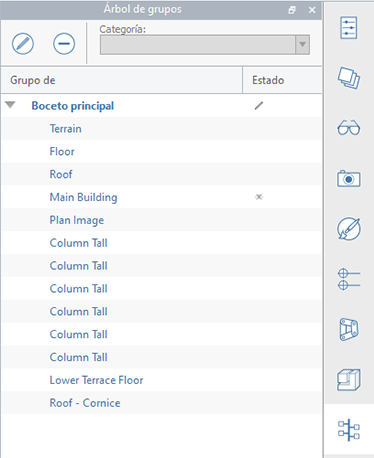 Árbol de grupos
Categoría:
Grupo de Estado
Boceto principal
Terrain
Floor
Roof
Main Building
Plan Image
Column Tall
Column Tall
Column Tall
Column Tall
Column Tall
Column Tall
Lower Terrace Floor
Roof - Cornice